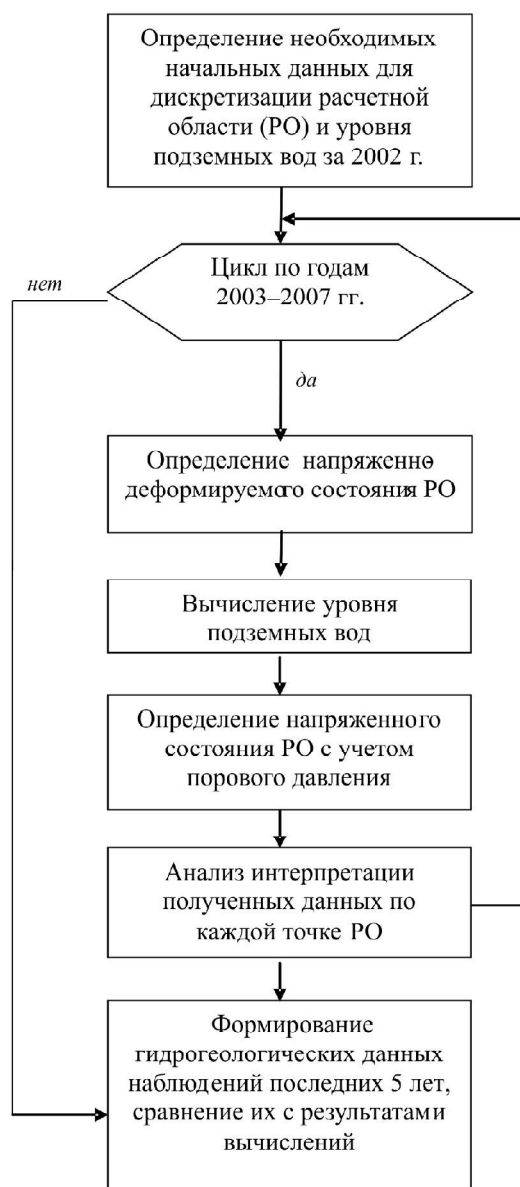 Определение необходимых
начальных данных для
дискретизации расчетной
области (РО) и уровня
подземных вод за 2002 г.
нет
Цикл по годам
2003–2007 гг.
да
Определение напряженно-
деформируемого состояния РО
Вычисление уровня
подземных вод
Определение напряженного
состояния РО с учетом
порового давления
Анализ интерпретации
полученных данных по
каждой точке РО
Формирование
гидрогеологических данных
наблюдений последних 5 лет,
сравнение их с результатами
вычислений